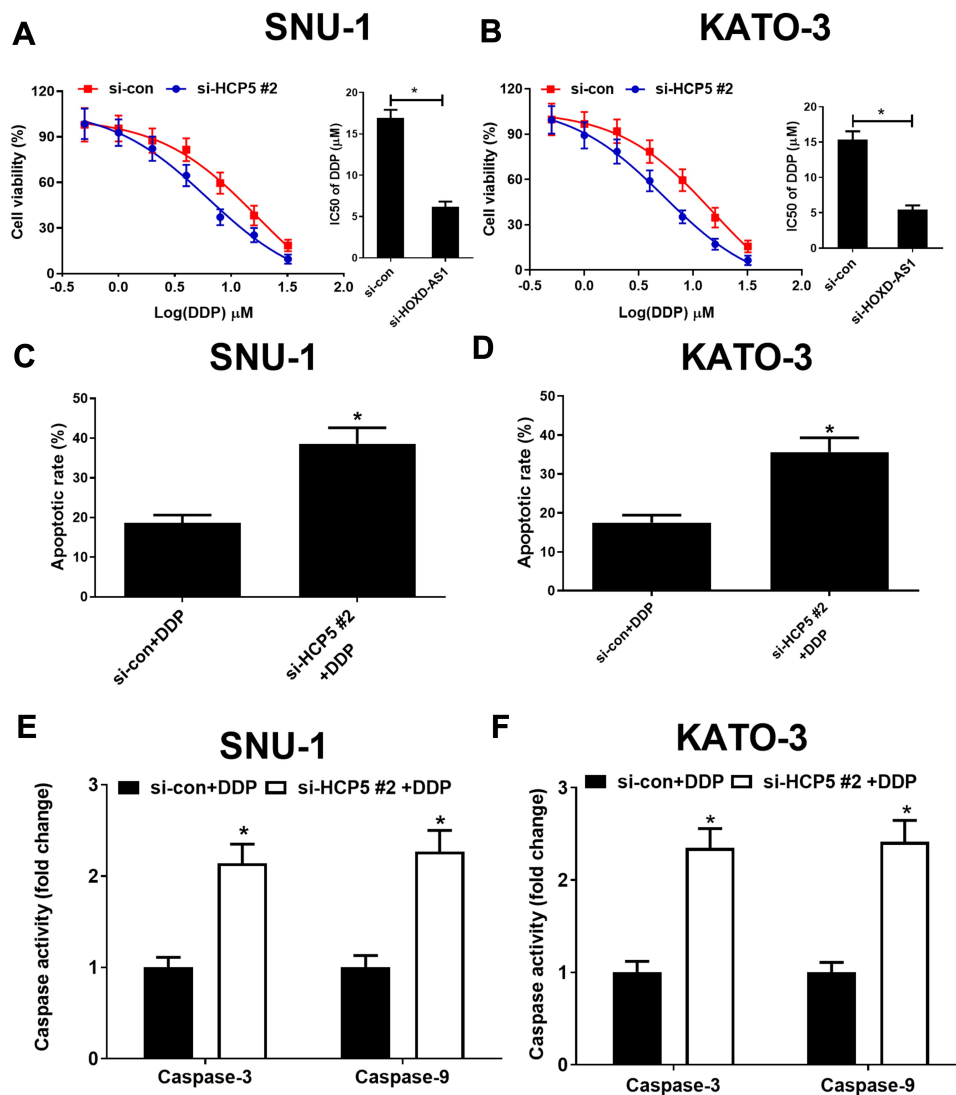 A
SNU-1
si-con si-HCP5 #2
Cell viability (%)
120
90
60
30
0
-0.5 0.0 0.5 1.0 1.5 2.0
Log(DDP) μM
IC50 of DDP (μM)
20
15
10
5
0
*
si-con
si-HOXD-AS1
B
KATO-3
si-con si-HCP5 #2
Cell viability (%)
120
90
60
30
0
-0.5 0.0 0.5 1.0 1.5 2.0
Log(DDP) μM
IC50 of DDP (μM)
20
15
10
5
0
*
si-con
si-HOXD-AS1
C
SNU-1
Apoptotic rate (%)
50
40
30
20
10
0
*
si-con+DDP
si-HCP5 #2
+DDP
D
KATO-3
Apoptotic rate (%)
50
40
30
20
10
0
*
si-con+DDP
si-HCP5 #2
+DDP
E
SNU-1
si-con+DDP si-HCP5 #2 +DDP
Caspase activity (fold change)
3
2
1
0
* *
Caspase-3 Caspase-9
F
KATO-3
si-con+DDP si-HCP5 #2 +DDP
Caspase activity (fold change)
3
2
1
0
* *
Caspase-3 Caspase-9